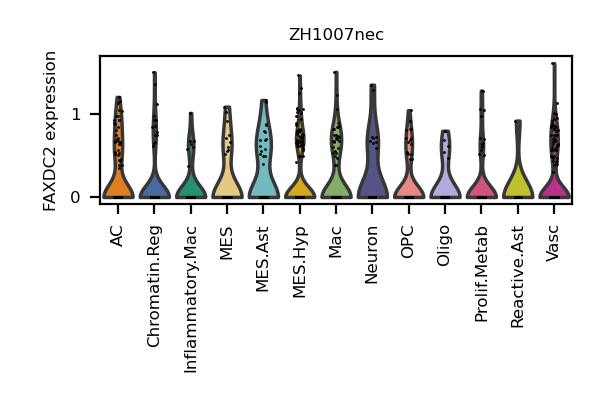 ZH1007nec
FAXDC2 expression
1
0
AC
Chromatin.Reg
Inflammatory.Mac
MES
MES.Ast
MES.Hyp
Mac
Neuron
OPC
Oligo
Prolif.Metab
Reactive.Ast
Vasc